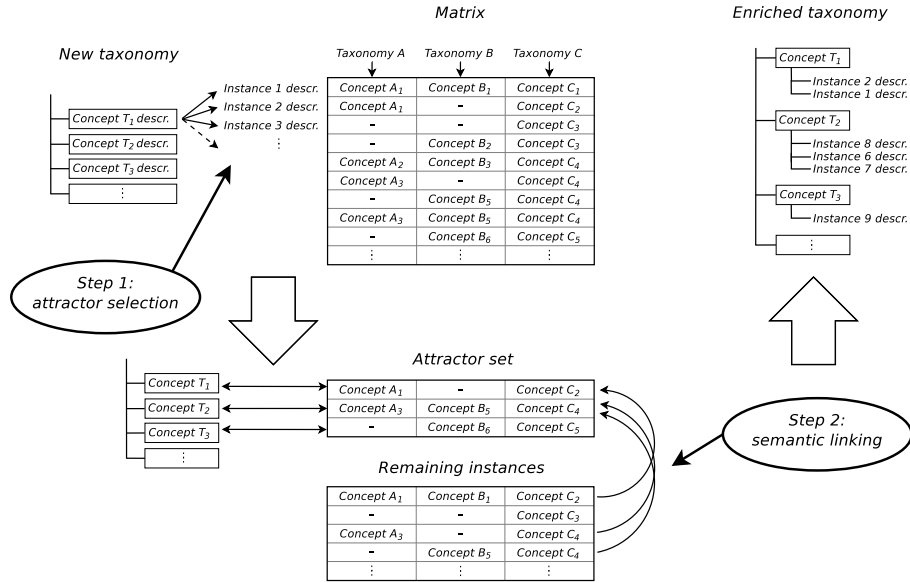 Matrix
Enriched taxonomy
New taxonomy
Taxonomy A Taxonomy B Taxonomy C
Concept T1 descr.
Concept T2 descr.
Concept T3 descr.
⋮
Instance 1 descr.
Instance 2 descr.
Instance 3 descr.
⋮
Concept A1 Concept B1 Concept C1
Concept A1 – Concept C2
– – Concept C3
– Concept B2 Concept C3
Concept A2 Concept B3 Concept C4
Concept A3 – Concept C4
– Concept B5 Concept C4
Concept A3 Concept B5 Concept C4
– Concept B6 Concept C5
⋮ ⋮ ⋮
Concept T1
Instance 2 descr.
Instance 1 descr.
Concept T2
Instance 8 descr.
Instance 6 descr.
Instance 7 descr.
Concept T3
Instance 9 descr.
⋮
Step 1:
attractor selection
Attractor set
Concept T1
Concept T2
Concept T3
⋮
Concept A1 – Concept C2
Concept A3 Concept B5 Concept C4
– Concept B6 Concept C5
Step 2:
semantic linking
Remaining instances
Concept A1 Concept B1 Concept C2
– – Concept C3
Concept A3 – Concept C4
– Concept B5 Concept C4
⋮ ⋮ ⋮